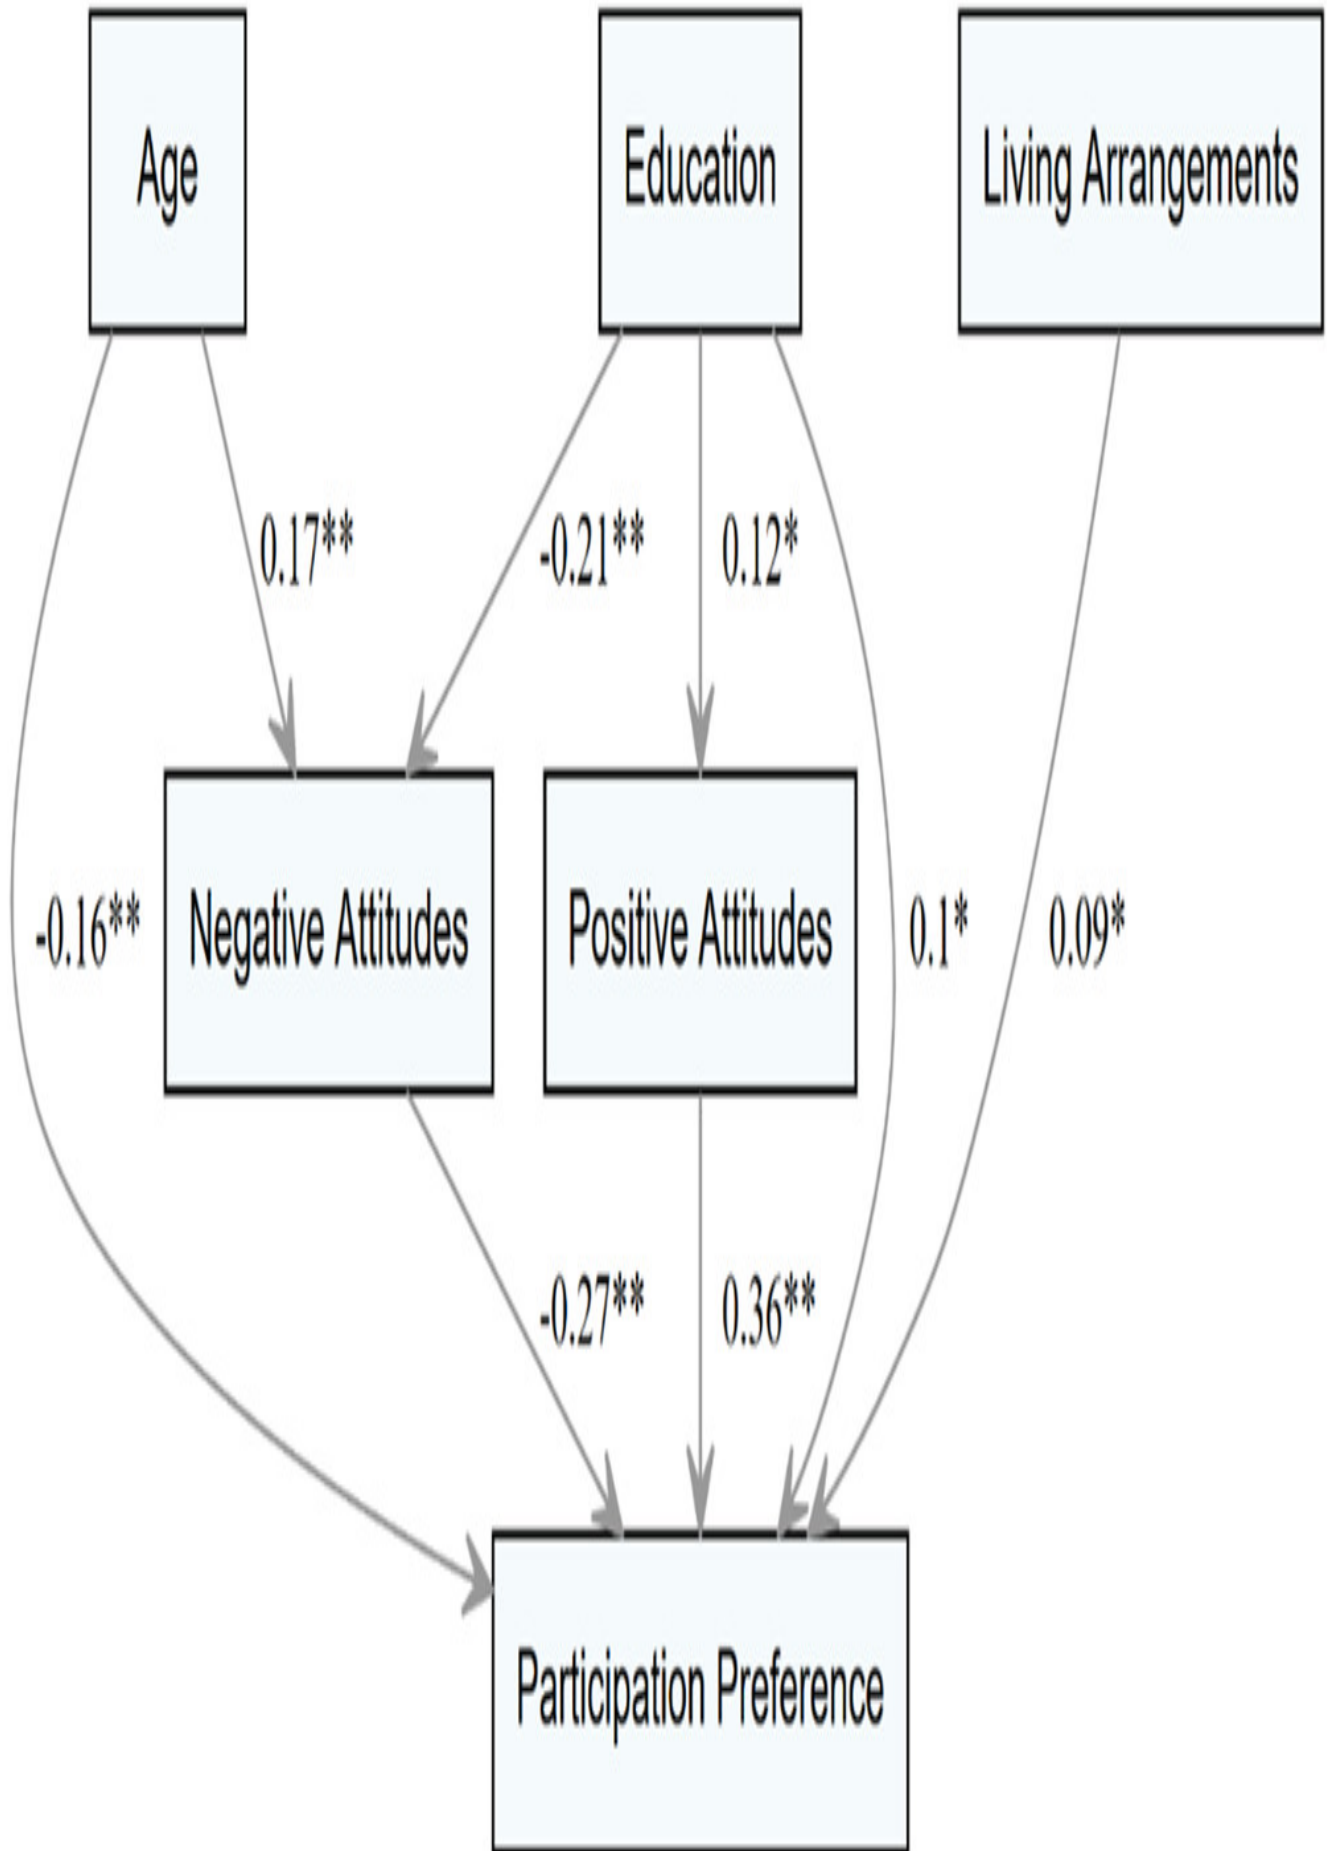 Age
Education
Living Arrangements
0.17**
-0.21**
0.12*
-0.16**
Negative Attitudes
Positive Attitudes
0.1*
0.09*
-0.27**
0.36**
Participation Preference